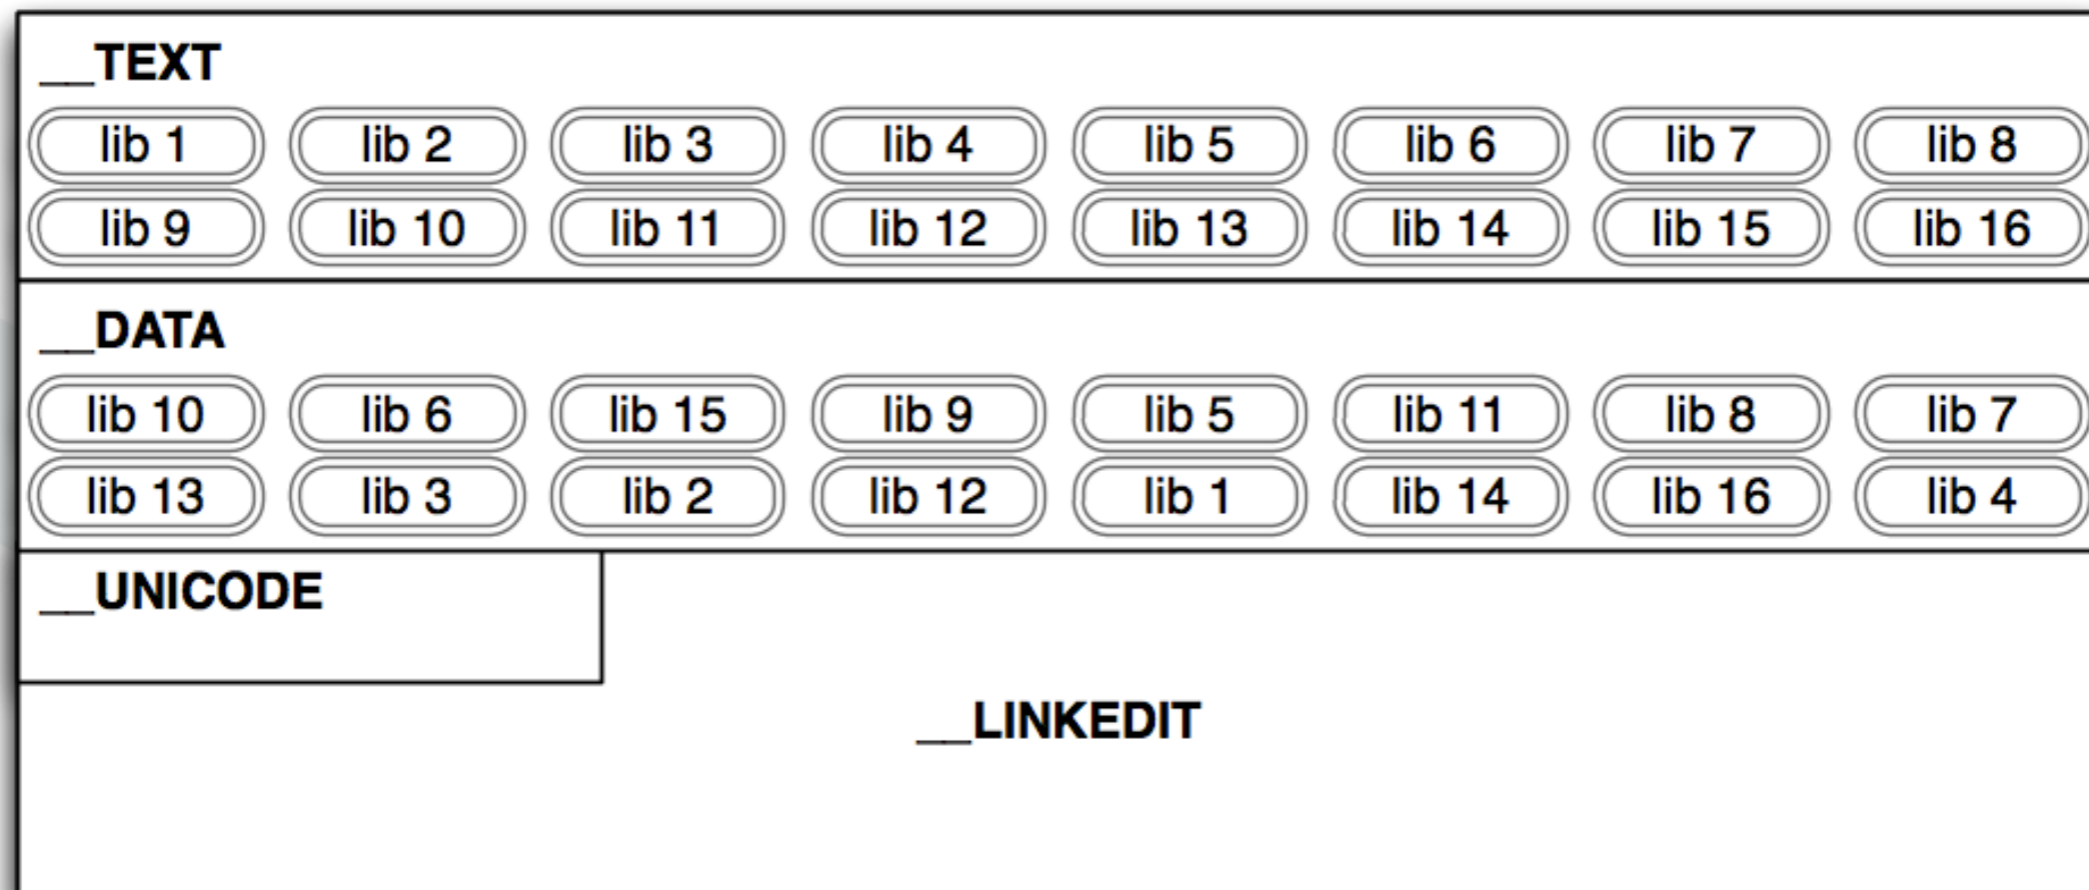 __TEXT
lib 1 lib 2 lib 3 lib 4 lib 5 lib 6 lib 7 lib 8
lib 9 lib 10 lib 11 lib 12 lib 13 lib 14 lib 15 lib 16
__DATA
lib 10 lib 6 lib 15 lib 9 lib 5 lib 11 lib 8 lib 7
lib 13 lib 3 lib 2 lib 12 lib 1 lib 14 lib 16 lib 4
__UNICODE
__LINKEDIT